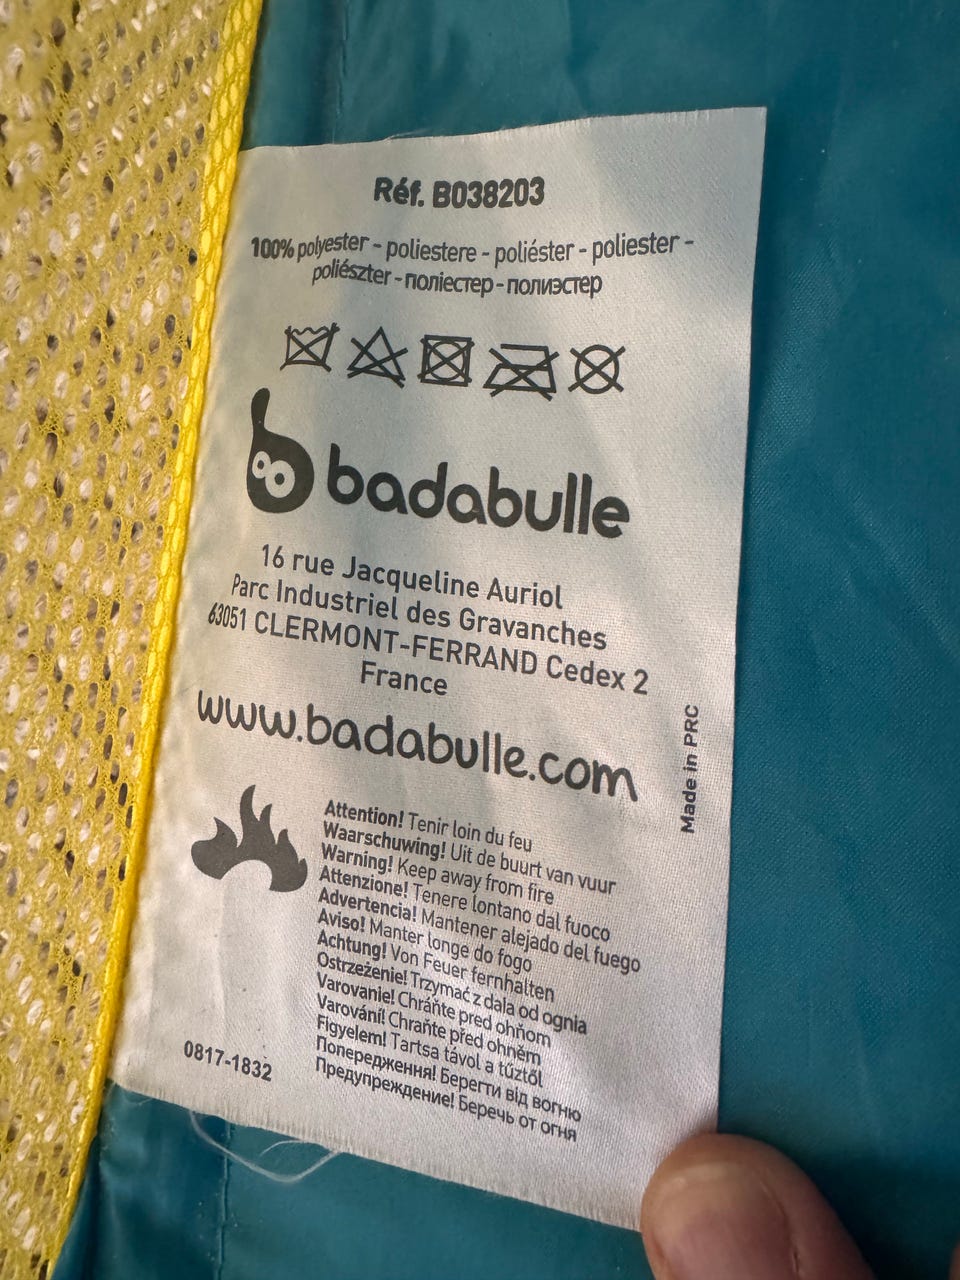 Réf. B038203
100% polyester - poliestere - poliéster - poliester -
poliészter - поліестер - полиэстер
badabulle
16 rue Jacqueline Auriol
Parc Industriel des Gravanches
63051 CLERMONT-FERRAND Cedex 2
France
www.badabulle.com
Made in PRC
Attention! Tenir loin du feu
Waarschuwing! Uit de buurt van vuur
Warning! Keep away from fire
Attenzione! Tenere lontano dal fuoco
Advertencia! Mantener alejado del fuego
Aviso! Manter longe do fogo
Achtung! Von Feuer fernhalten
Ostrzeżenie! Trzymać z dala od ognia
Varovanie! Chráňte pred ohňom
Varování! Chraňte před ohněm
Figyelem! Tartsa távol a tűztől
Попередження! Берегти від вогню
Предупреждение! Беречь от огня
0817-1832